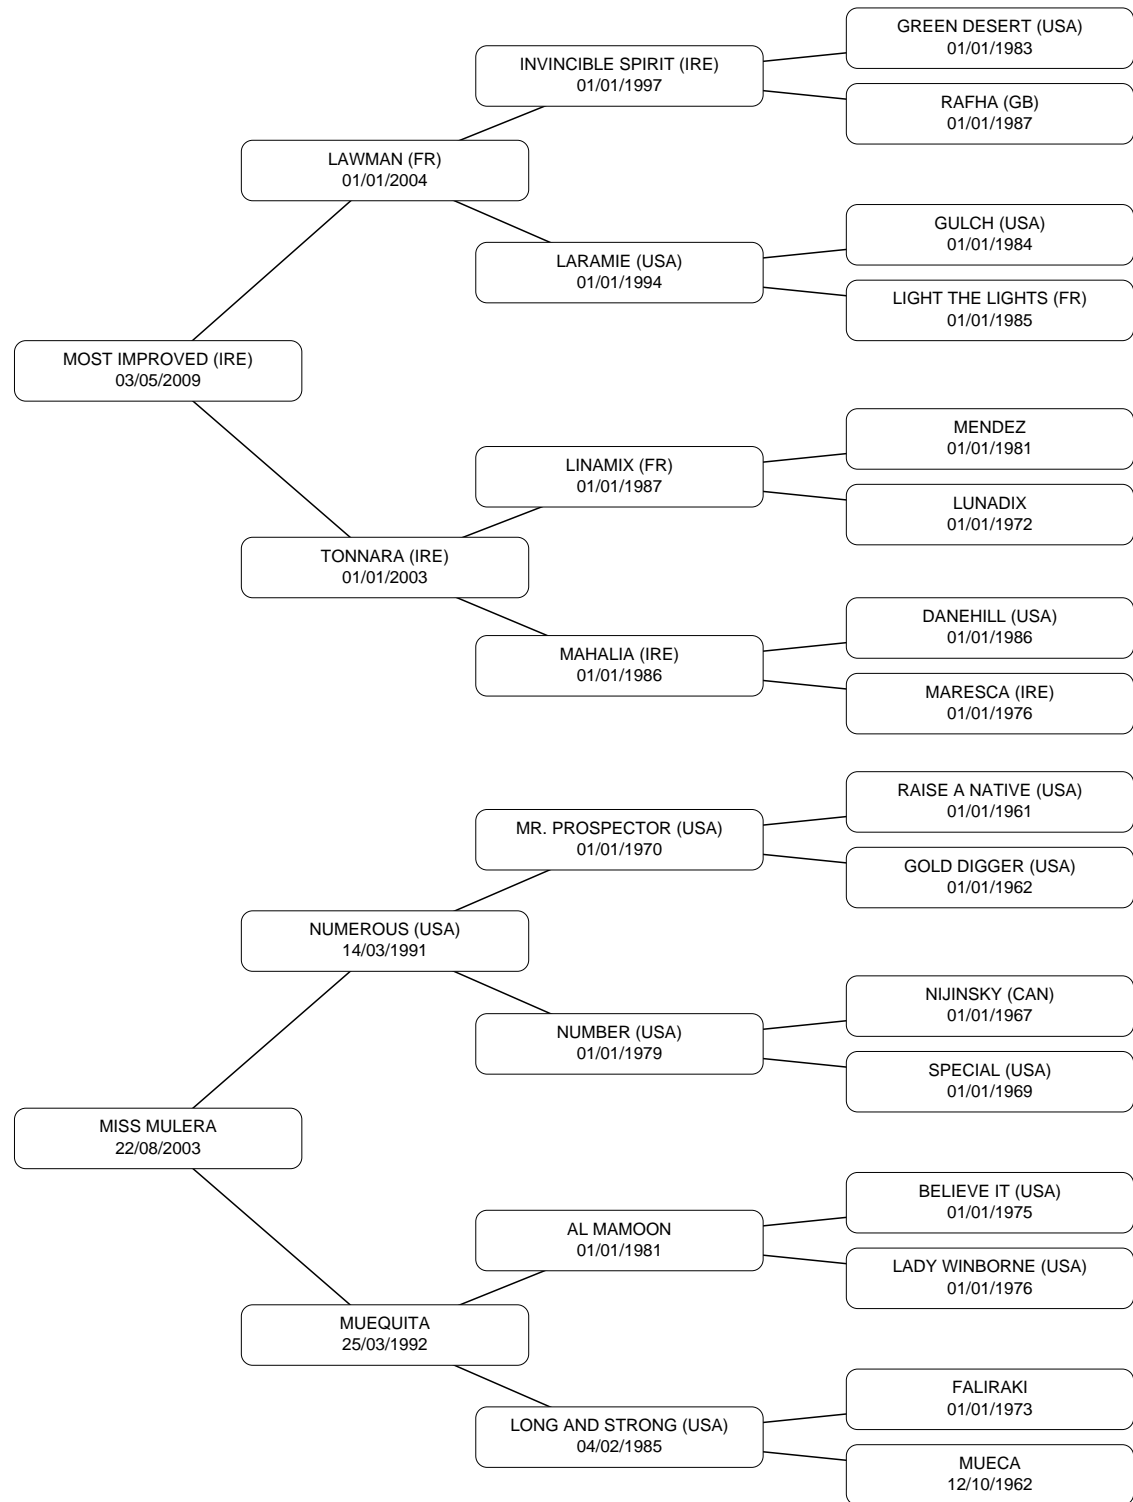 GREEN DESERT (USA)
01/01/1983
INVINCIBLE SPIRIT (IRE)
01/01/1997
RAFHA (GB)
01/01/1987
LAWMAN (FR)
01/01/2004
GULCH (USA)
01/01/1984
LARAMIE (USA)
01/01/1994
LIGHT THE LIGHTS (FR)
01/01/1985
MOST IMPROVED (IRE)
03/05/2009
MENDEZ
01/01/1981
LINAMIX (FR)
01/01/1987
LUNADIX
01/01/1972
TONNARA (IRE)
01/01/2003
DANEHILL (USA)
01/01/1986
MAHALIA (IRE)
01/01/1986
MARESCA (IRE)
01/01/1976
RAISE A NATIVE (USA)
01/01/1961
MR. PROSPECTOR (USA)
01/01/1970
GOLD DIGGER (USA)
01/01/1962
NUMEROUS (USA)
14/03/1991
NIJINSKY (CAN)
01/01/1967
NUMBER (USA)
01/01/1979
SPECIAL (USA)
01/01/1969
MISS MULERA
22/08/2003
BELIEVE IT (USA)
01/01/1975
AL MAMOON
01/01/1981
LADY WINBORNE (USA)
01/01/1976
MUEQUITA
25/03/1992
FALIRAKI
01/01/1973
LONG AND STRONG (USA)
04/02/1985
MUECA
12/10/1962